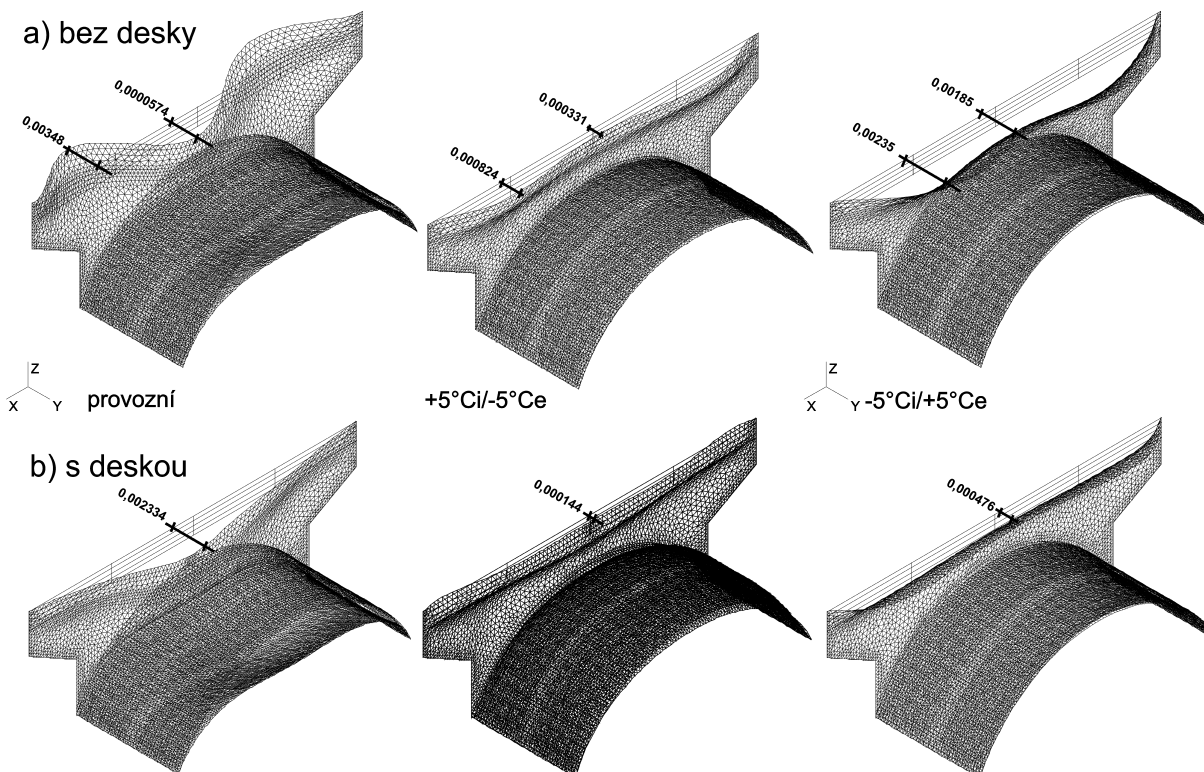 a) bez desky
0,0000574
0,00348
0,000331
0,000824
0,00185
0,00235
Z
X Y
provozní
+5°Ci/-5°Ce
Z
X Y
-5°Ci/+5°Ce
b) s deskou
0,002334
0,000144
0,000476